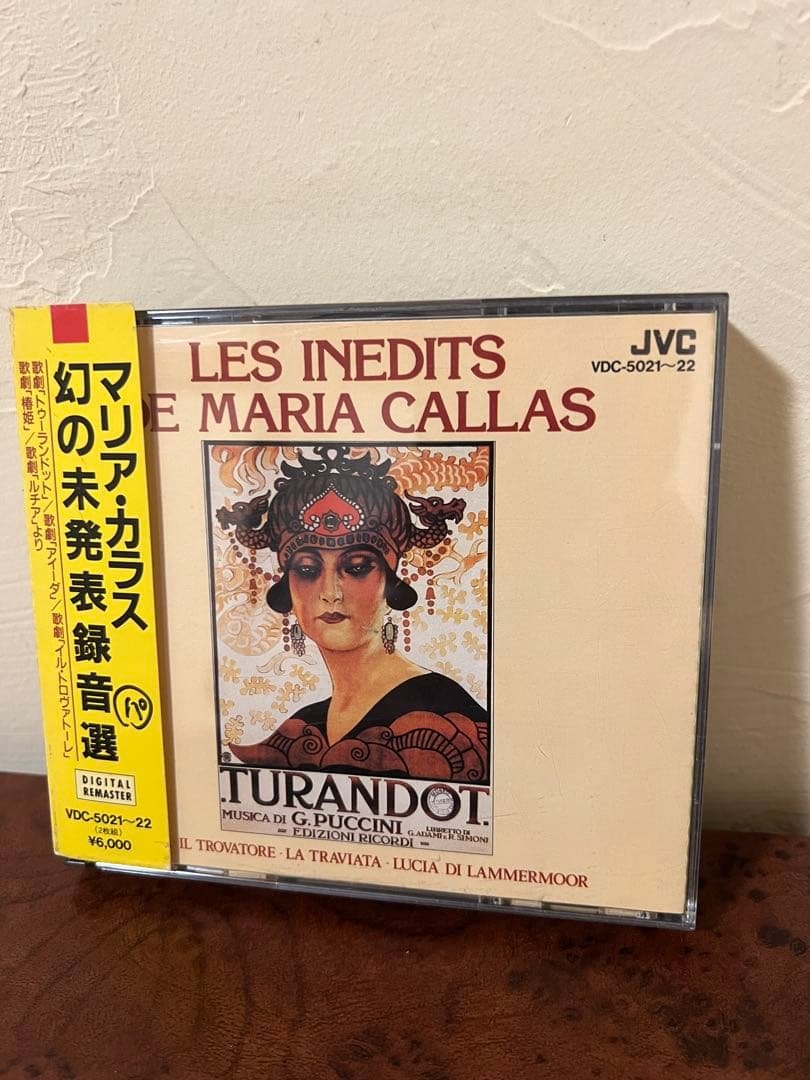 マリア・カラス
幻の未発表録音選
パ
歌劇「トゥーランドット」/歌劇「アイーダ」/歌劇「イル・トロヴァトーレ」
歌劇「椿姫」/歌劇「ルチア」より
DIGITAL
REMASTER
VDC-5021〜22
(2枚組)
¥6,000
LES INEDITS
DE MARIA CALLAS
JVC
VDC-5021〜22
.TURANDOT.
MUSICA DI G. PUCCINI
LIBRETTO DI
G. ADAMI E R. SIMONI
EDIZIONI RICORDI
IL TROVATORE · LA TRAVIATA · LUCIA DI LAMMERMOOR